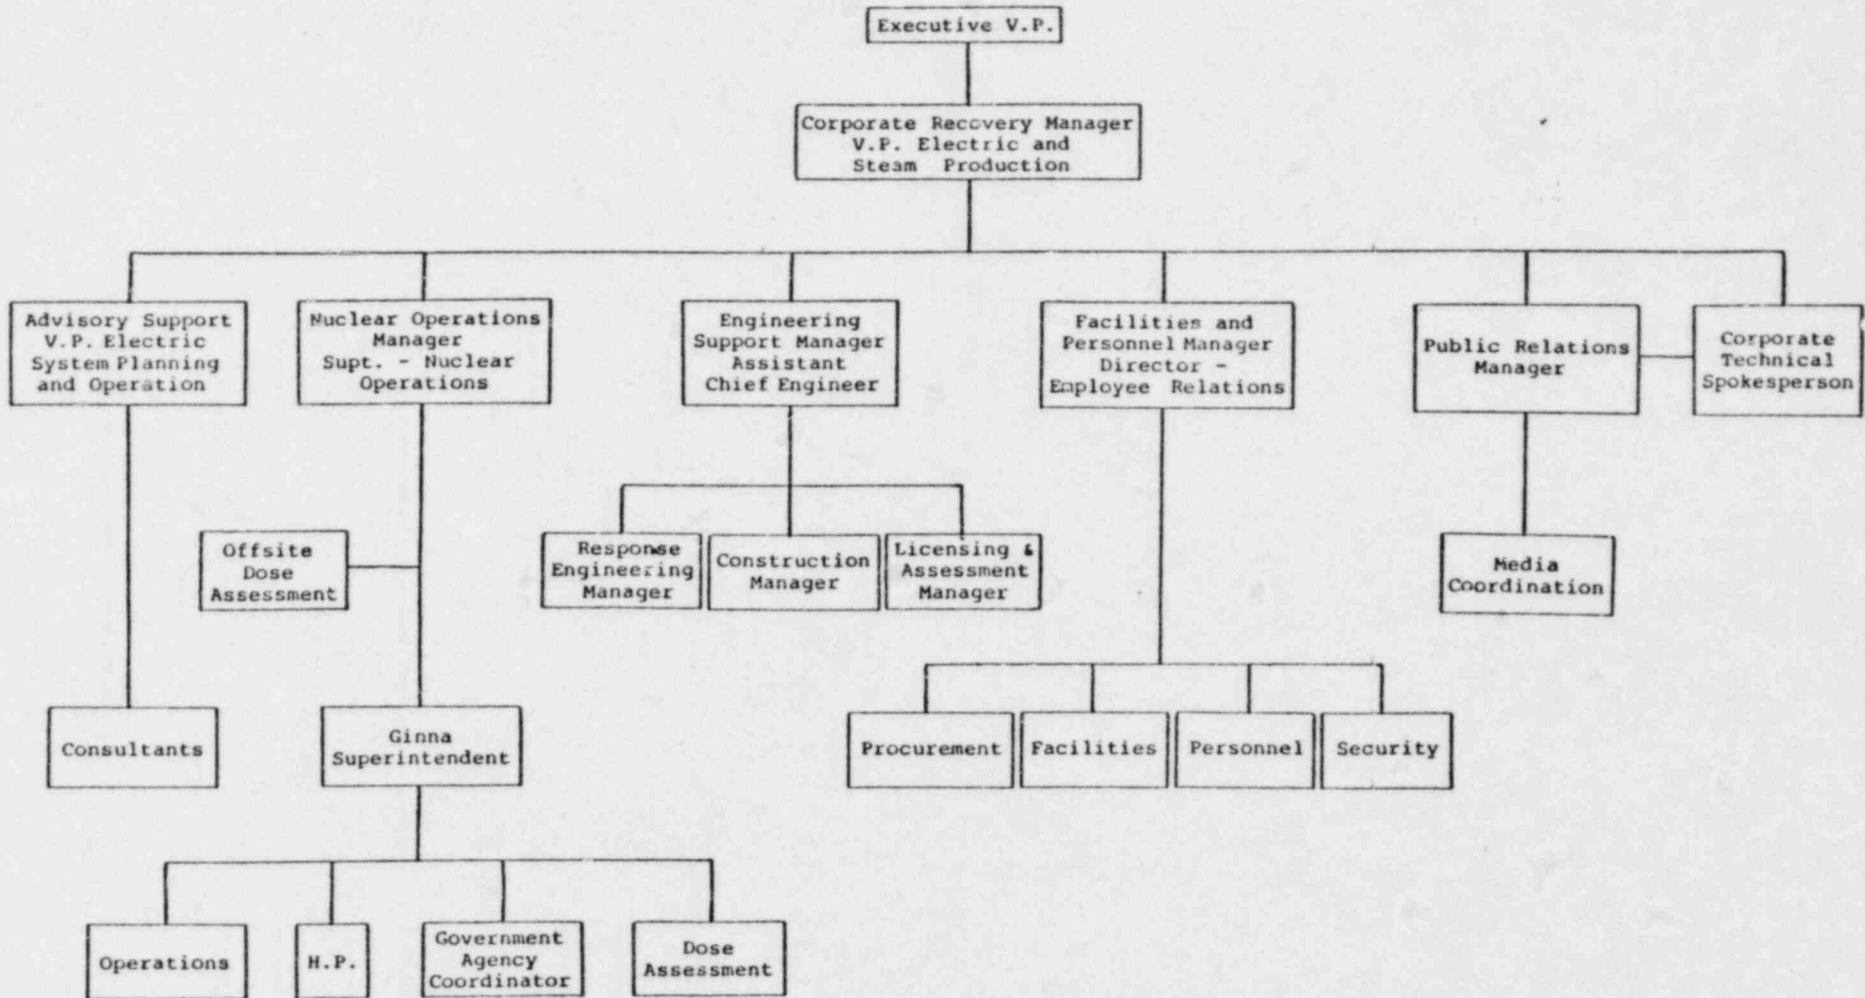 Executive V.P.
Corporate Recovery Manager
V.P. Electric and
Steam Production
Advisory Support
V.P. Electric
System Planning
and Operation
Nuclear Operations
Manager
Supt. - Nuclear
Operations
Engineering
Support Manager
Assistant
Chief Engineer
Facilities and
Personnel Manager
Director -
Employee Relations
Public Relations
Manager
Corporate
Technical
Spokesperson
Offsite
Dose
Assessment
Response
Engineering
Manager
Construction
Manager
Licensing &
Assessment
Manager
Media
Coordination
Consultants
Ginna
Superintendent
Procurement
Facilities
Personnel
Security
Operations
H.P.
Government
Agency
Coordinator
Dose
Assessment